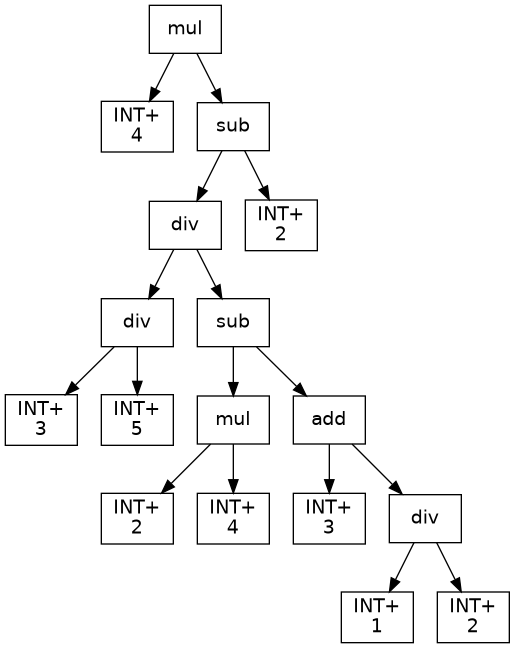 mul
INT+
4
sub
div
INT+
2
div
sub
INT+
3
INT+
5
mul
add
INT+
2
INT+
4
INT+
3
div
INT+
1
INT+
2